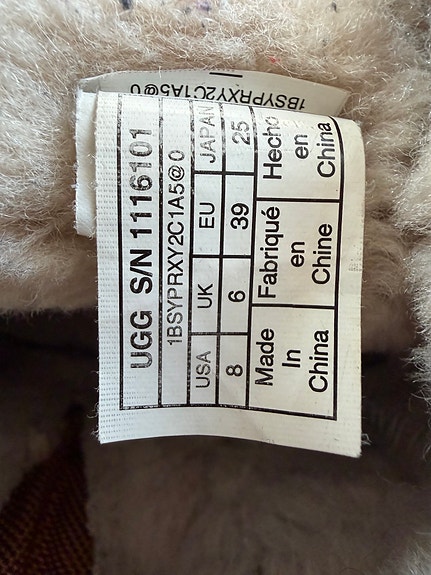 1BSYPRXY2C1A5@0
UGG S/N 1116101
1BSYPRXY2C1A5@0
USA UK EU JAPAN
8 6 39 25
Made In China
Fabriqué en Chine
Hecho en China